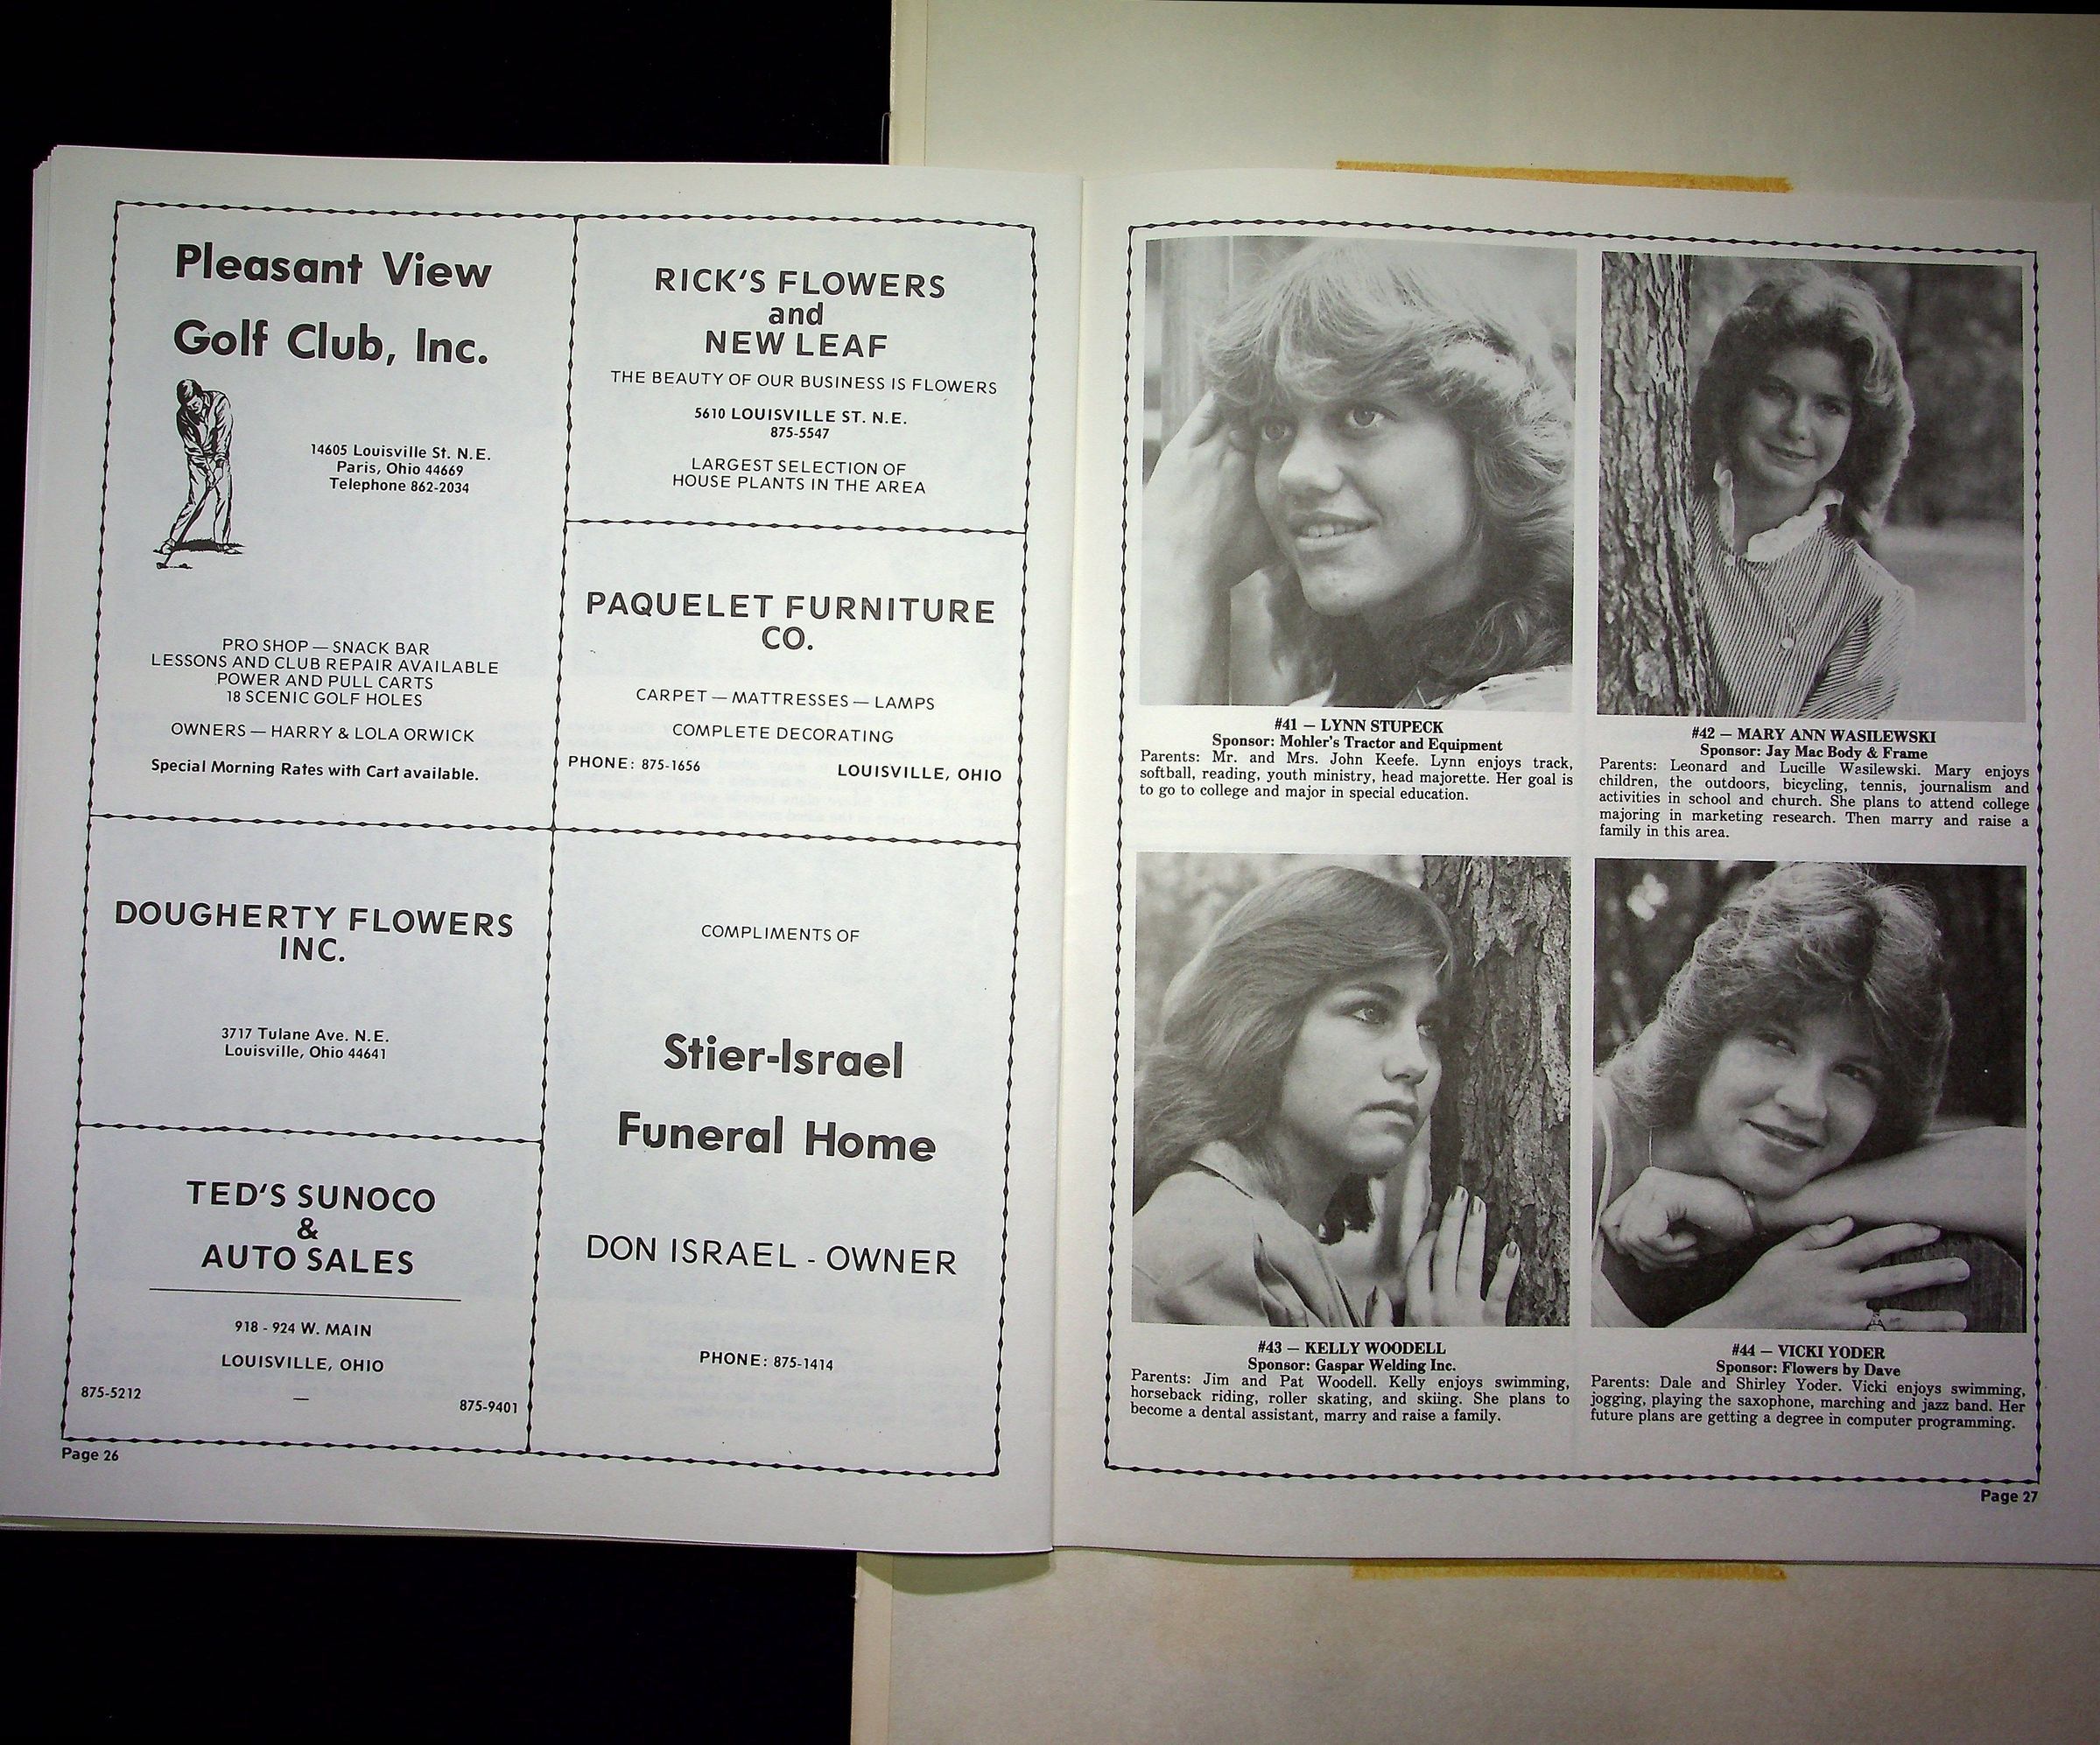 Pleasant View
Golf Club, Inc.
14605 Louisville St. N.E.
Paris, Ohio 44669
Telephone 862-2034
PRO SHOP — SNACK BAR
LESSONS AND CLUB REPAIR AVAILABLE
POWER AND PULL CARTS
18 SCENIC GOLF HOLES
OWNERS — HARRY & LOLA ORWICK
Special Morning Rates with Cart available.
RICK'S FLOWERS
and
NEW LEAF
THE BEAUTY OF OUR BUSINESS IS FLOWERS
5610 LOUISVILLE ST. N.E.
875-5547
LARGEST SELECTION OF
HOUSE PLANTS IN THE AREA
PAQUELET FURNITURE
CO.
CARPET — MATTRESSES — LAMPS
COMPLETE DECORATING
PHONE: 875-1656 LOUISVILLE, OHIO
DOUGHERTY FLOWERS
INC.
3717 Tulane Ave. N.E.
Louisville, Ohio 44641
TED'S SUNOCO
&
AUTO SALES
918 - 924 W. MAIN
LOUISVILLE, OHIO
875-5212 — 875-9401
COMPLIMENTS OF
Stier-Israel
Funeral Home
DON ISRAEL - OWNER
PHONE: 875-1414
Page 26
#41 — LYNN STUPECK
Sponsor: Mohler's Tractor and Equipment
Parents: Mr. and Mrs. John Keefe. Lynn enjoys track,
softball, reading, youth ministry, head majorette. Her goal is
to go to college and major in special education.
#42 — MARY ANN WASILEWSKI
Sponsor: Jay Mac Body & Frame
Parents: Leonard and Lucille Wasilewski. Mary enjoys
children, the outdoors, bicycling, tennis, journalism and
activities in school and church. She plans to attend college
majoring in marketing research. Then marry and raise a
family in this area.
#43 — KELLY WOODELL
Sponsor: Gaspar Welding Inc.
Parents: Jim and Pat Woodell. Kelly enjoys swimming,
horseback riding, roller skating, and skiing. She plans to
become a dental assistant, marry and raise a family.
#44 — VICKI YODER
Sponsor: Flowers by Dave
Parents: Dale and Shirley Yoder. Vicki enjoys swimming,
jogging, playing the saxophone, marching and jazz band. Her
future plans are getting a degree in computer programming.
Page 27